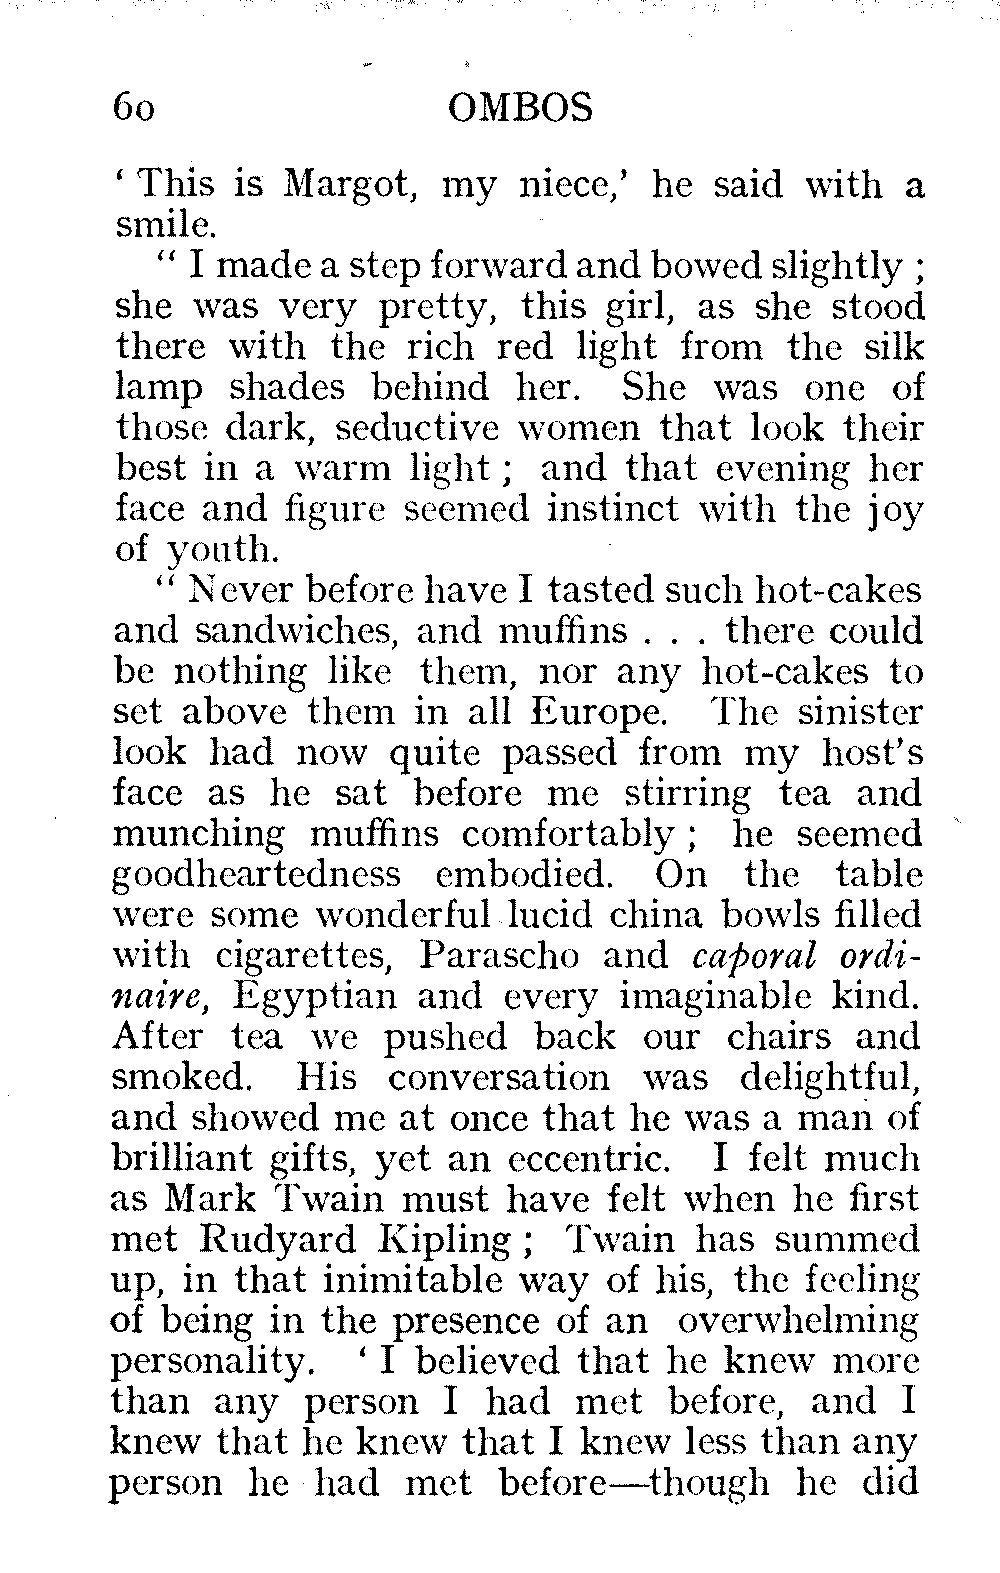 60 OMBOS
‘ This is Margot, my niece,’ he said with a
smile.
“ I made a step forward and bowed slightly ;
she was very pretty, this girl, as she stood
there with the rich red light from the silk
lamp shades behind her. She was one of
those dark, seductive women that look their
best in a warm light ; and that evening her
face and figure seemed instinct with the joy
of youth.
“ Never before have I tasted such hot-cakes
and sandwiches, and muffins . . . there could
be nothing like them, nor any hot-cakes to
set above them in all Europe. The sinister
look had now quite passed from my host’s
face as he sat before me stirring tea and
munching muffins comfortably ; he seemed
goodheartedness embodied. On the table
were some wonderful lucid china bowls filled
with cigarettes, Parascho and caporal ordi-
naire, Egyptian and every imaginable kind.
After tea we pushed back our chairs and
smoked. His conversation was delightful,
and showed me at once that he was a man of
brilliant gifts, yet an eccentric. I felt much
as Mark Twain must have felt when he first
met Rudyard Kipling ; Twain has summed
up, in that inimitable way of his, the feeling
of being in the presence of an overwhelming
personality. ‘ I believed that he knew more
than any person I had met before, and I
knew that he knew that I knew less than any
person he had met before—though he did